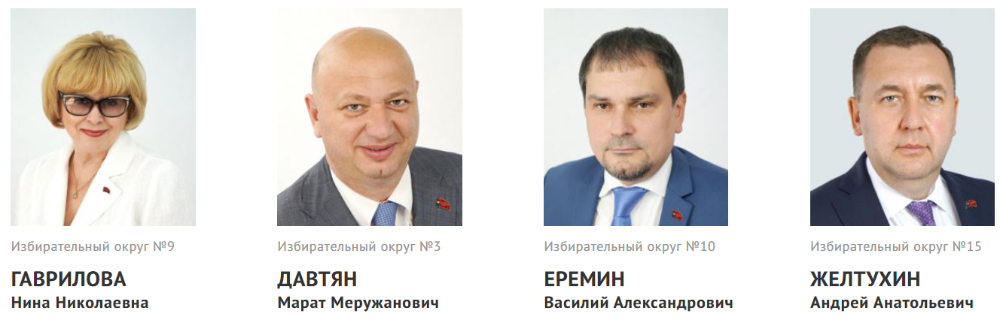 Избирательный округ №9
ГАВРИЛОВА
Нина Николаевна
Избирательный округ №3
ДАВТЯН
Марат Меружанович
Избирательный округ №10
ЕРЕМИН
Василий Александрович
Избирательный округ №15
ЖЕЛТУХИН
Андрей Анатольевич